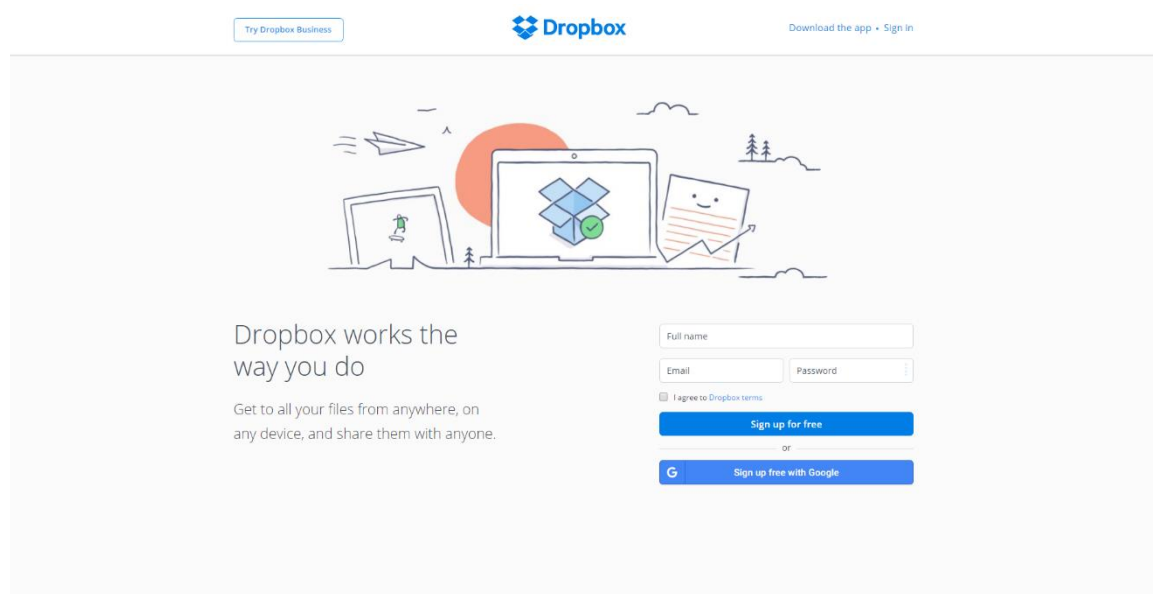 Try Dropbox Business
Dropbox
Download the app • Sign in
Dropbox works the
way you do
Get to all your files from anywhere, on
any device, and share them with anyone.
Full name
Email
Password
I agree to Dropbox terms
Sign up for free
or
G
Sign up free with Google